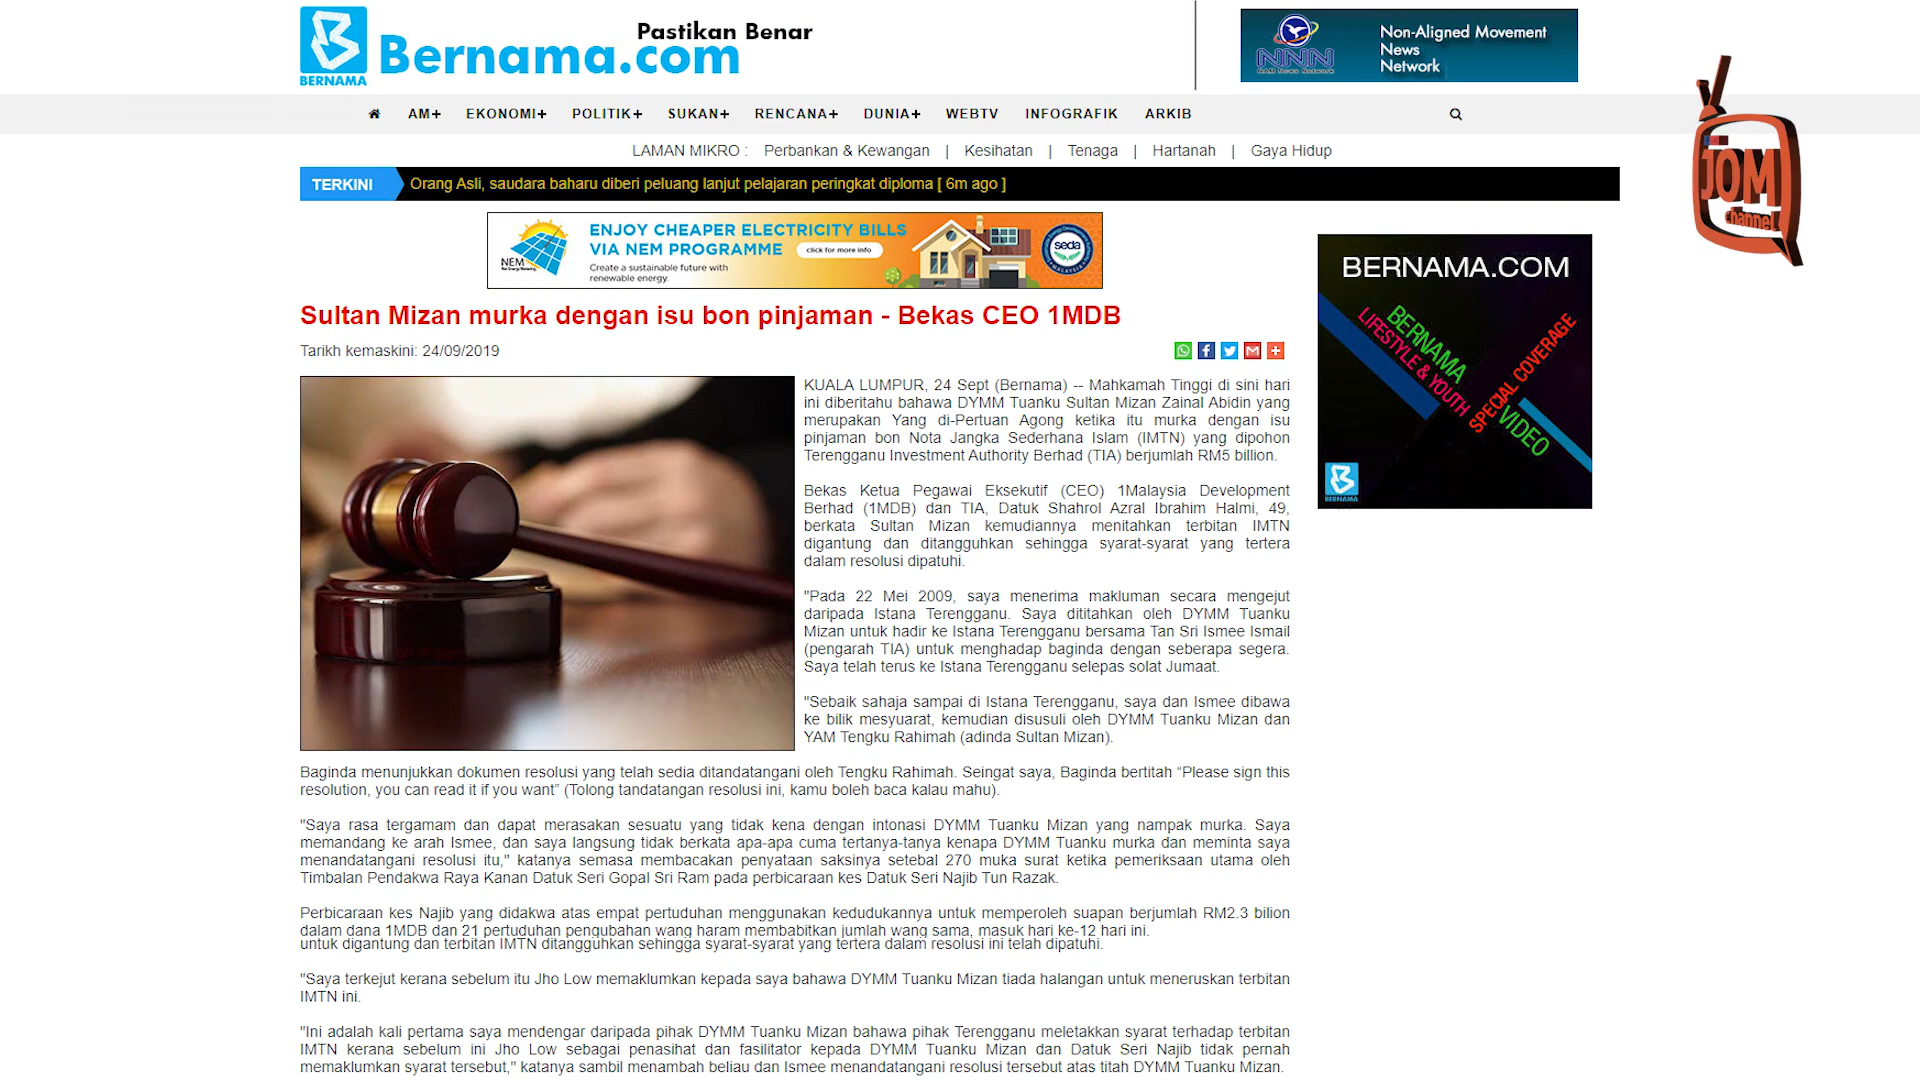 BERNAMA
Pastikan Benar
Bernama.com
NNN
NAM News Network
Non-Aligned Movement
News
Network
AM+ EKONOMI+ POLITIK+ SUKAN+ RENCANA+ DUNIA+ WEBTV INFOGRAFIK ARKIB
LAMAN MIKRO : Perbankan & Kewangan | Kesihatan | Tenaga | Hartanah | Gaya Hidup
TERKINI Orang Asli, saudara baharu diberi peluang lanjut pelajaran peringkat diploma [ 6m ago ]
JOM
channel
NEM
ENJOY CHEAPER ELECTRICITY BILLS
VIA NEM PROGRAMME click for more info
Create a sustainable future with
renewable energy.
seda
MALAYSIA
BERNAMA.COM
BERNAMA
LIFESTYLE & YOUTH
SPECIAL COVERAGE
VIDEO
BERNAMA
Sultan Mizan murka dengan isu bon pinjaman - Bekas CEO 1MDB
Tarikh kemaskini: 24/09/2019
KUALA LUMPUR, 24 Sept (Bernama) -- Mahkamah Tinggi di sini hari
ini diberitahu bahawa DYMM Tuanku Sultan Mizan Zainal Abidin yang
merupakan Yang di-Pertuan Agong ketika itu murka dengan isu
pinjaman bon Nota Jangka Sederhana Islam (IMTN) yang dipohon
Terengganu Investment Authority Berhad (TIA) berjumlah RM5 billion.
Bekas Ketua Pegawai Eksekutif (CEO) 1Malaysia Development
Berhad (1MDB) dan TIA, Datuk Shahrol Azral Ibrahim Halmi, 49,
berkata Sultan Mizan kemudiannya menitahkan terbitan IMTN
digantung dan ditangguhkan sehingga syarat-syarat yang tertera
dalam resolusi dipatuhi.
"Pada 22 Mei 2009, saya menerima makluman secara mengejut
daripada Istana Terengganu. Saya dititahkan oleh DYMM Tuanku
Mizan untuk hadir ke Istana Terengganu bersama Tan Sri Ismee Ismail
(pengarah TIA) untuk menghadap baginda dengan seberapa segera.
Saya telah terus ke Istana Terengganu selepas solat Jumaat.
"Sebaik sahaja sampai di Istana Terengganu, saya dan Ismee dibawa
ke bilik mesyuarat, kemudian disusuli oleh DYMM Tuanku Mizan dan
YAM Tengku Rahimah (adinda Sultan Mizan).
Baginda menunjukkan dokumen resolusi yang telah sedia ditandatangani oleh Tengku Rahimah. Seingat saya, Baginda bertitah “Please sign this
resolution, you can read it if you want” (Tolong tandatangan resolusi ini, kamu boleh baca kalau mahu).
"Saya rasa tergamam dan dapat merasakan sesuatu yang tidak kena dengan intonasi DYMM Tuanku Mizan yang nampak murka. Saya
memandang ke arah Ismee, dan saya langsung tidak berkata apa-apa cuma tertanya-tanya kenapa DYMM Tuanku murka dan meminta saya
menandatangani resolusi itu," katanya semasa membacakan penyataan saksinya setebal 270 muka surat ketika pemeriksaan utama oleh
Timbalan Pendakwa Raya Kanan Datuk Seri Gopal Sri Ram pada perbicaraan kes Datuk Seri Najib Tun Razak.
Perbicaraan kes Najib yang didakwa atas empat pertuduhan menggunakan kedudukannya untuk memperoleh suapan berjumlah RM2.3 bilion
dalam dana 1MDB dan 21 pertuduhan pengubahan wang haram membabitkan jumlah wang sama, masuk hari ke-12 hari ini.
untuk digantung dan terbitan IMTN ditangguhkan sehingga syarat-syarat yang tertera dalam resolusi ini telah dipatuhi.
"Saya terkejut kerana sebelum itu Jho Low memaklumkan kepada saya bahawa DYMM Tuanku Mizan tiada halangan untuk meneruskan terbitan
IMTN ini.
"Ini adalah kali pertama saya mendengar daripada pihak DYMM Tuanku Mizan bahawa pihak Terengganu meletakkan syarat terhadap terbitan
IMTN kerana sebelum ini Jho Low sebagai penasihat dan fasilitator kepada DYMM Tuanku Mizan dan Datuk Seri Najib tidak pernah
memaklumkan syarat tersebut," katanya sambil menambah beliau dan Ismee menandatangani resolusi tersebut atas titah DYMM Tuanku Mizan.